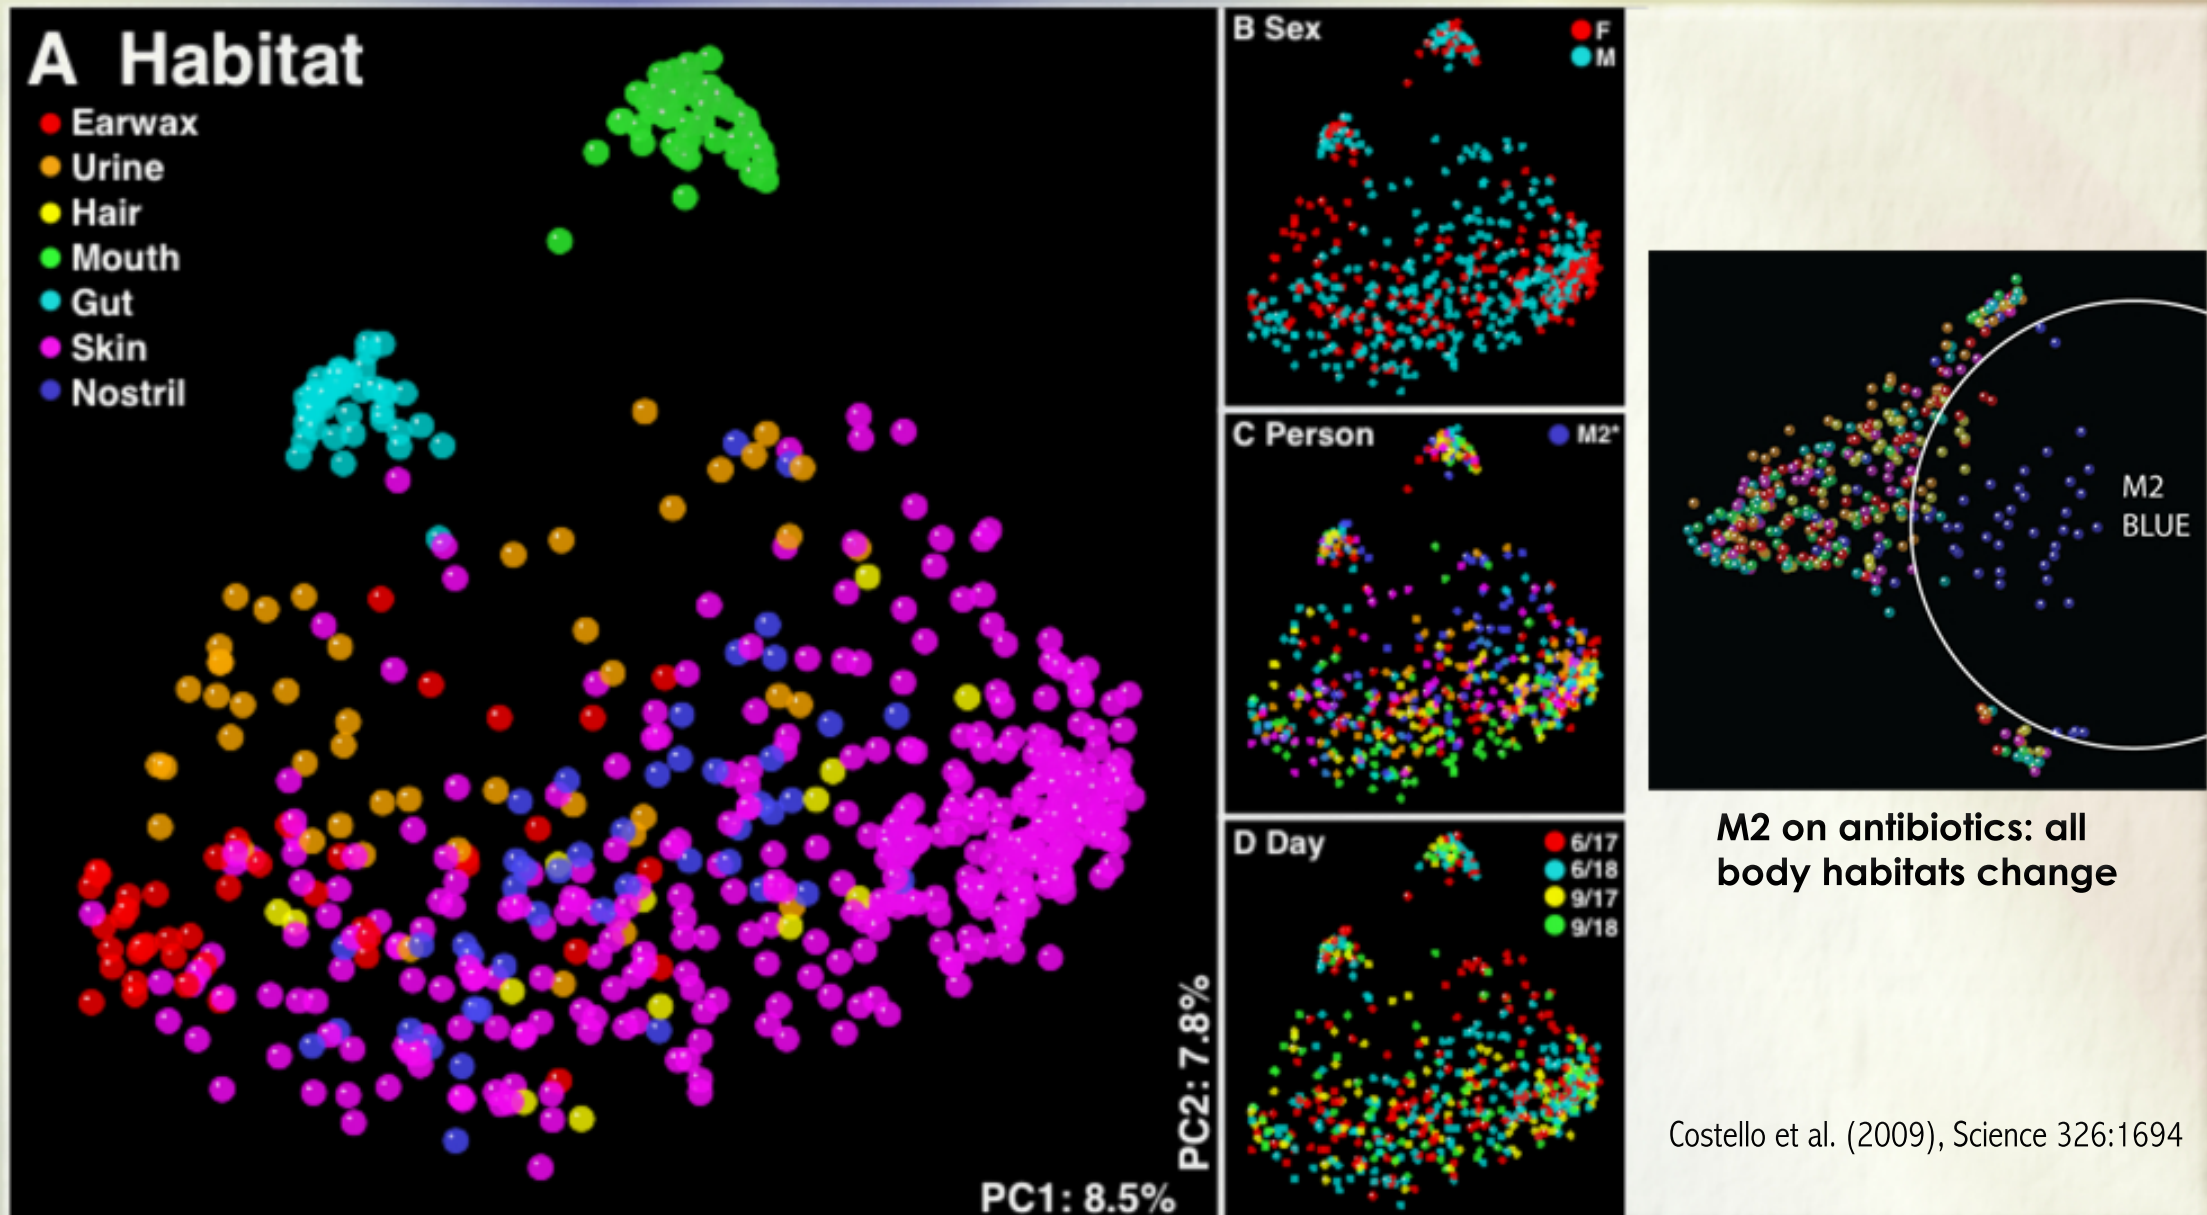 A Habitat
Earwax
Urine
Hair
Mouth
Gut
Skin
Nostril
PC2: 7.8%
PC1: 8.5%
B Sex
F
M
C Person
M2*
D Day
6/17
6/18
9/17
9/18
M2
BLUE
M2 on antibiotics: all
body habitats change
Costello et al. (2009), Science 326:1694